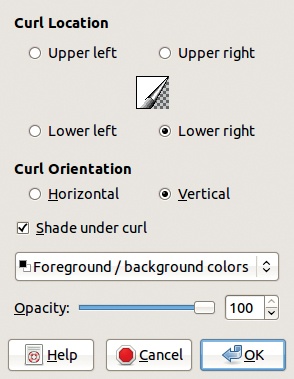 Curl Location
Upper left Upper right
Lower left Lower right
Curl Orientation
Horizontal Vertical
Shade under curl
Foreground / background colors
Opacity: 100
Help Cancel OK